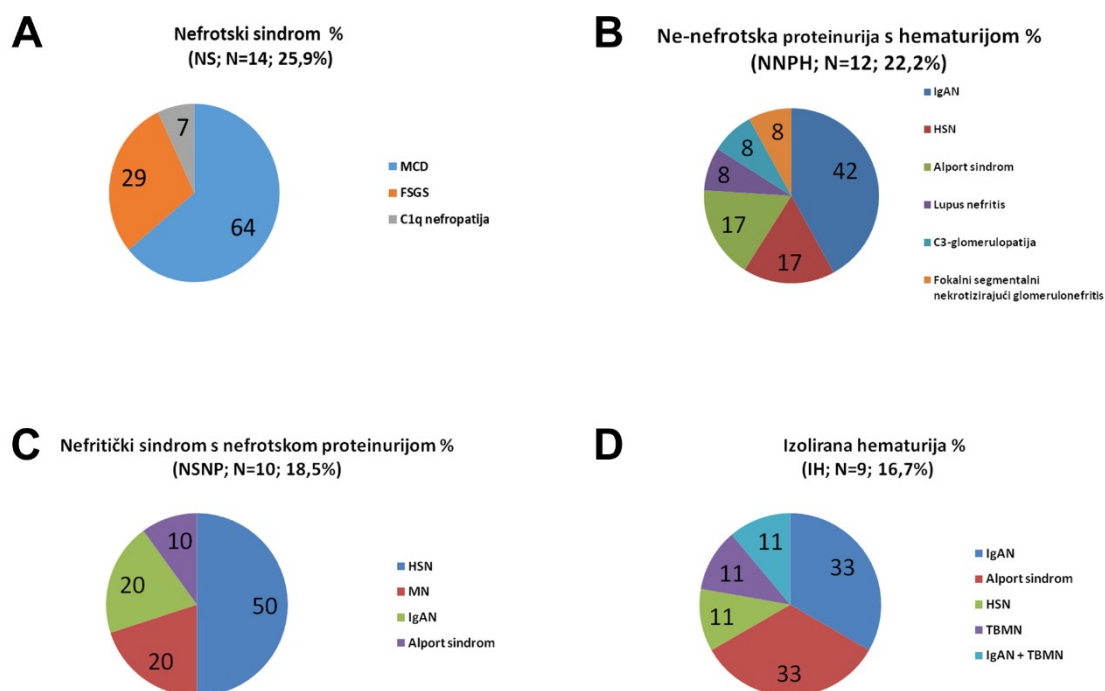 A
Nefrotski sindrom %
(NS; N=14; 25,9%)
7
29
64
MCD
FSGS
C1q nefropatija
B
Ne-nefrotska proteinurija s hematurijom %
(NNPH; N=12; 22,2%)
8
8
8
42
17
17
IgAN
HSN
Alport sindrom
Lupus nefritis
C3-glomerulopatija
Fokalni segmentalni
nekrotizirajući glomerulonefritis
C
Nefritički sindrom s nefrotskom proteinurijom %
(NSNP; N=10; 18,5%)
10
20
50
20
HSN
MN
IgAN
Alport sindrom
D
Izolirana hematurija %
(IH; N=9; 16,7%)
11
33
11
11
33
IgAN
Alport sindrom
HSN
TBMN
IgAN + TBMN